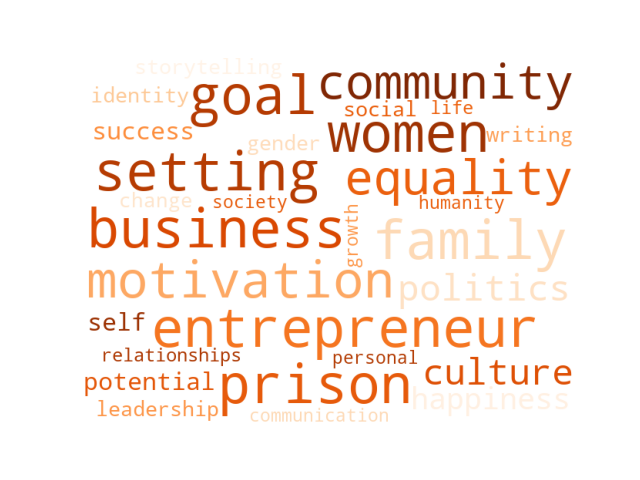 storytelling
goal community
identity
social life
success women writing
gender
setting equality
change society humanity
business family
growth
motivation politics
self entrepreneur
relationships personal
potential prison culture
leadership happiness
communication